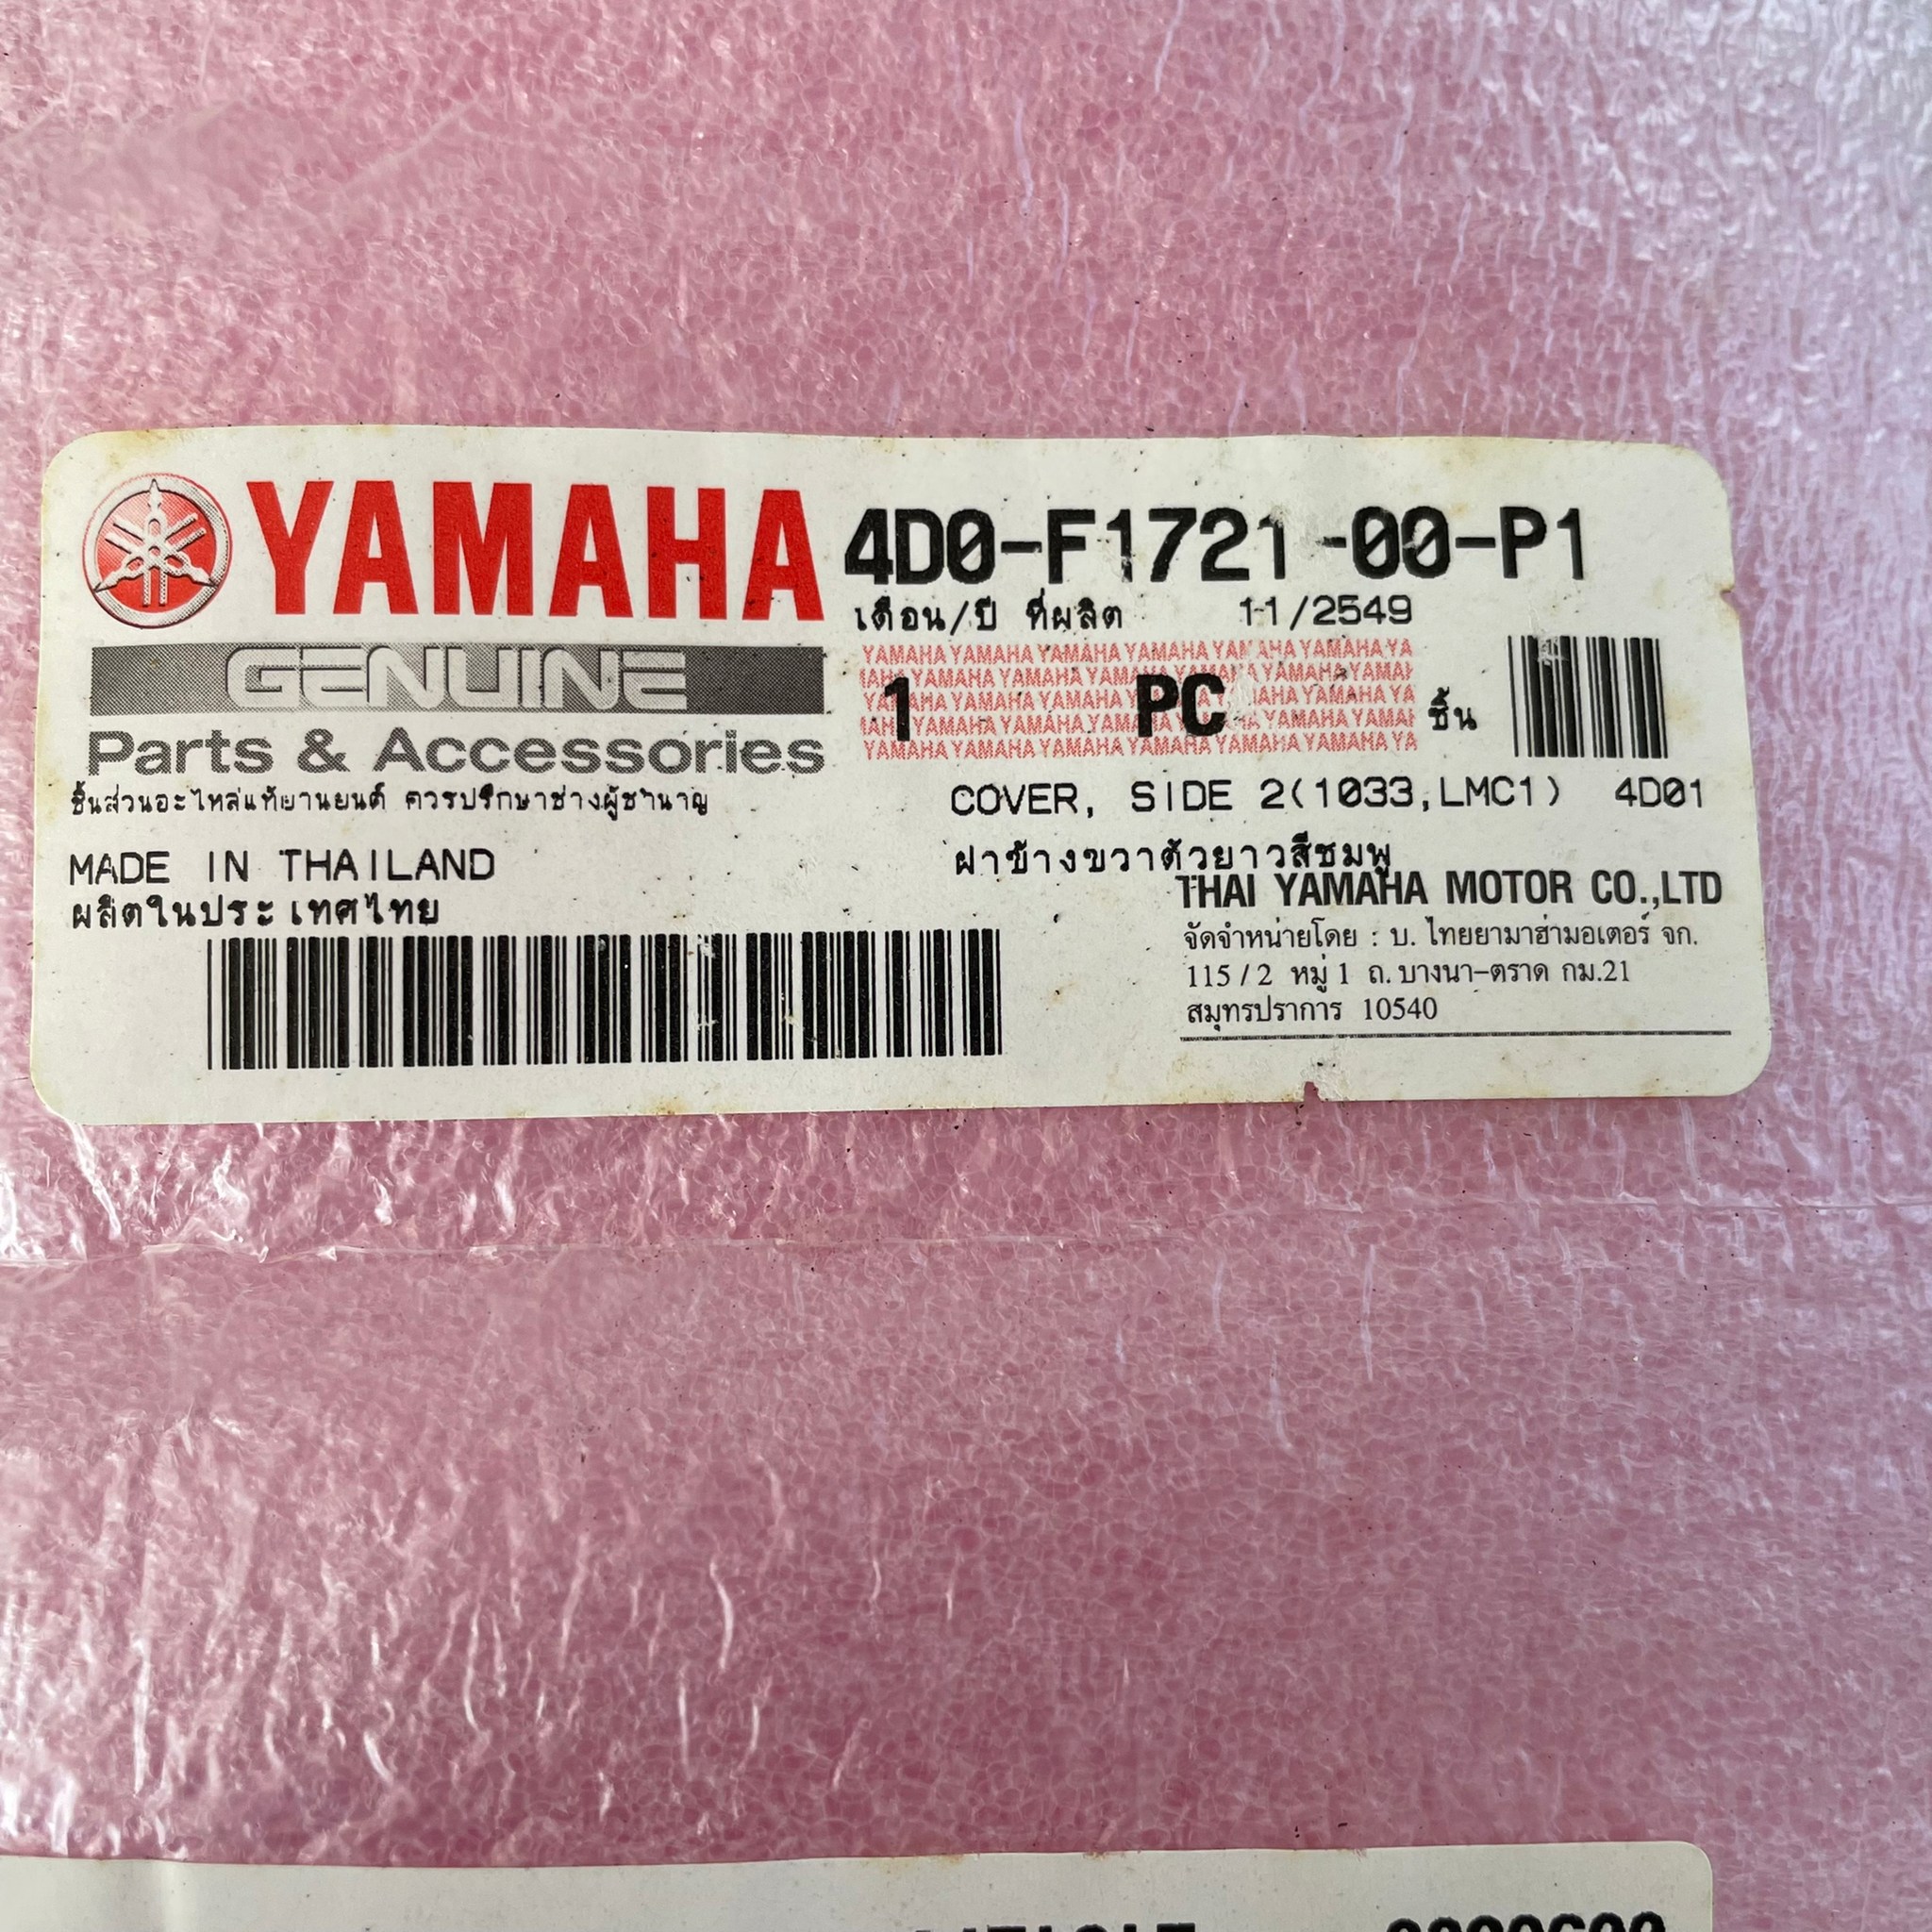 YAMAHA
GENUINE
Parts & Accessories
ชิ้นส่วนอะไหล่แท้ยานยนต์ ควรปรึกษาช่างผู้ชำนาญ
MADE IN THAILAND
ผลิตในประเทศไทย
4D0-F1721-00-P1
เดือน/ปี ที่ผลิต 11/2549
YAMAHA YAMAHA YAMAHA YAMAHA YAMAHA YAMAHA YA
1 PC ชิ้น
COVER, SIDE 2(1033,LMC1) 4D01
ฝาข้างขวาตัวยาวสีชมพู
THAI YAMAHA MOTOR CO.,LTD
จัดจำหน่ายโดย : บ. ไทยยามาฮ่ามอเตอร์ จก.
115/2 หมู่ 1 ถ. บางนา-ตราด กม.21
สมุทรปราการ 10540